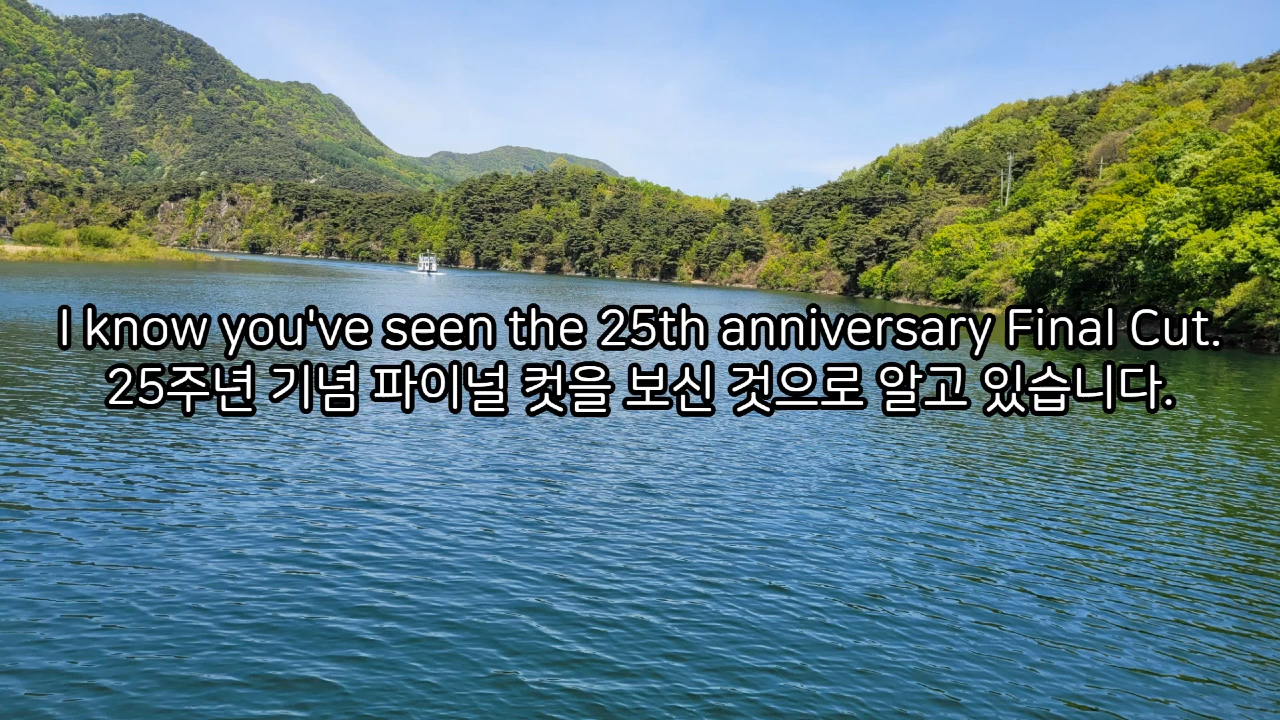 I know you've seen the 25th anniversary Final Cut.
25주년 기념 파이널 컷을 보신 것으로 알고 있습니다.